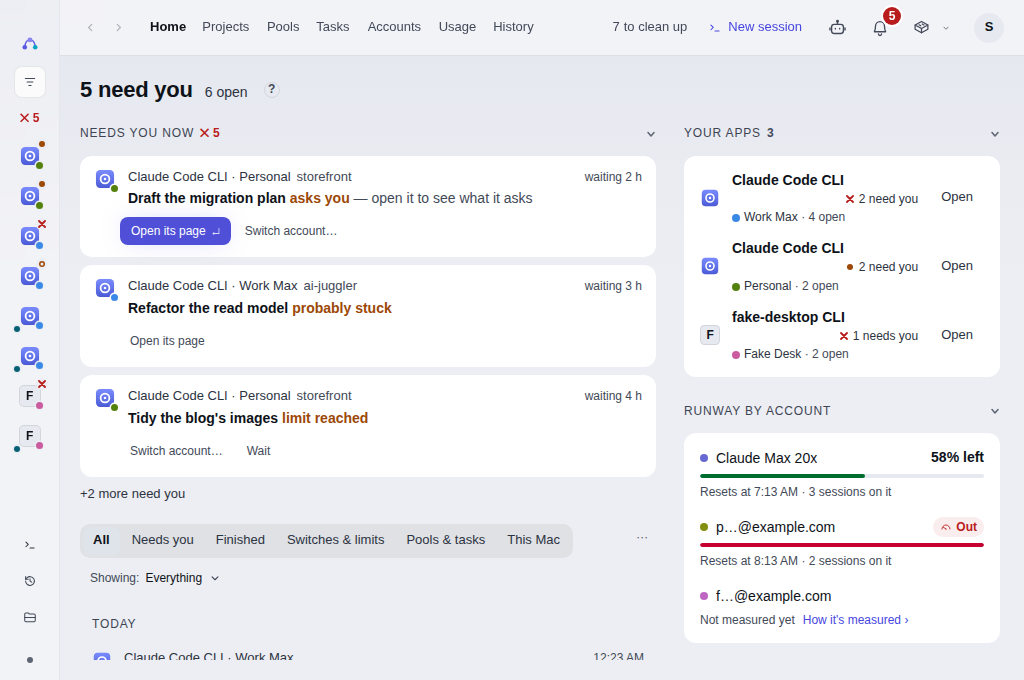 Home Projects Pools Tasks Accounts Usage History 7 to clean up New session 5 S
5 need you 6 open ?
5
NEEDS YOU NOW 5
Claude Code CLI · Personal storefront waiting 2 h
Draft the migration plan asks you — open it to see what it asks
Open its page Switch account…
Claude Code CLI · Work Max ai-juggler waiting 3 h
Refactor the read model probably stuck
Open its page
Claude Code CLI · Personal storefront waiting 4 h
Tidy the blog's images limit reached
Switch account… Wait
+2 more need you
F
F
All Needs you Finished Switches & limits Pools & tasks This Mac ···
Showing: Everything
TODAY
Claude Code CLI · Work Max 12:23 AM
YOUR APPS 3
Claude Code CLI
2 need you Open
Work Max · 4 open
Claude Code CLI
2 need you Open
Personal · 2 open
fake-desktop CLI
F 1 needs you Open
Fake Desk · 2 open
RUNWAY BY ACCOUNT
Claude Max 20x 58% left
Resets at 7:13 AM · 3 sessions on it
p…@example.com Out
Resets at 8:13 AM · 2 sessions on it
f…@example.com
Not measured yet How it's measured ›